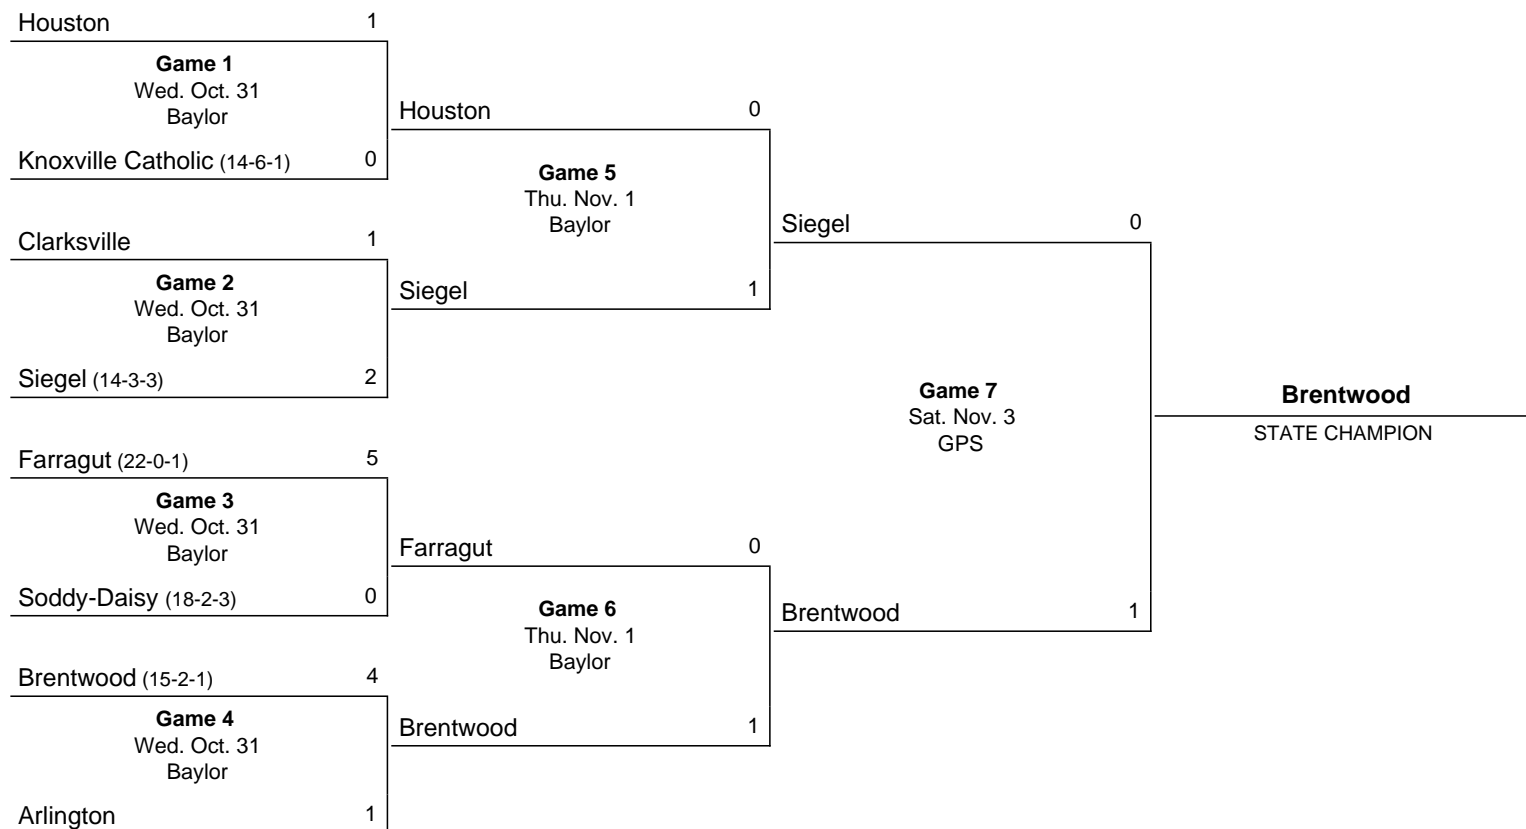 Houston 1
Game 1
Wed. Oct. 31
Baylor
Knoxville Catholic (14-6-1) 0
Clarksville 1
Game 2
Wed. Oct. 31
Baylor
Siegel (14-3-3) 2
Farragut (22-0-1) 5
Game 3
Wed. Oct. 31
Baylor
Soddy-Daisy (18-2-3) 0
Brentwood (15-2-1) 4
Game 4
Wed. Oct. 31
Baylor
Arlington 1
Houston 0
Game 5
Thu. Nov. 1
Baylor
Siegel 1
Farragut 0
Game 6
Thu. Nov. 1
Baylor
Brentwood 1
Siegel 0
Game 7
Sat. Nov. 3
GPS
Brentwood 1
Brentwood
STATE CHAMPION